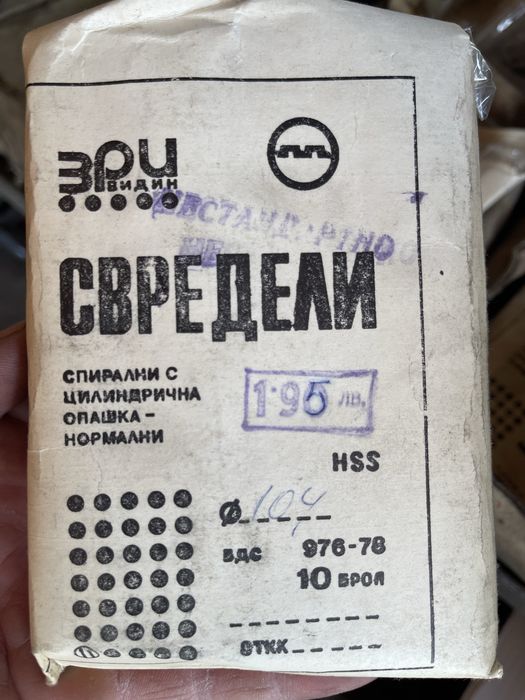 ЗРИ
ВИДИН
НЕСТАНДАРТНО
СВРЕДЕЛИ
СПИРАЛНИ С
ЦИЛИНДРИЧНА
ОПАШКА-
НОРМАЛНИ
1·95 лв.
HSS
Ø 10,4
БДС 976-78
10 БРОЯ
ОТКК